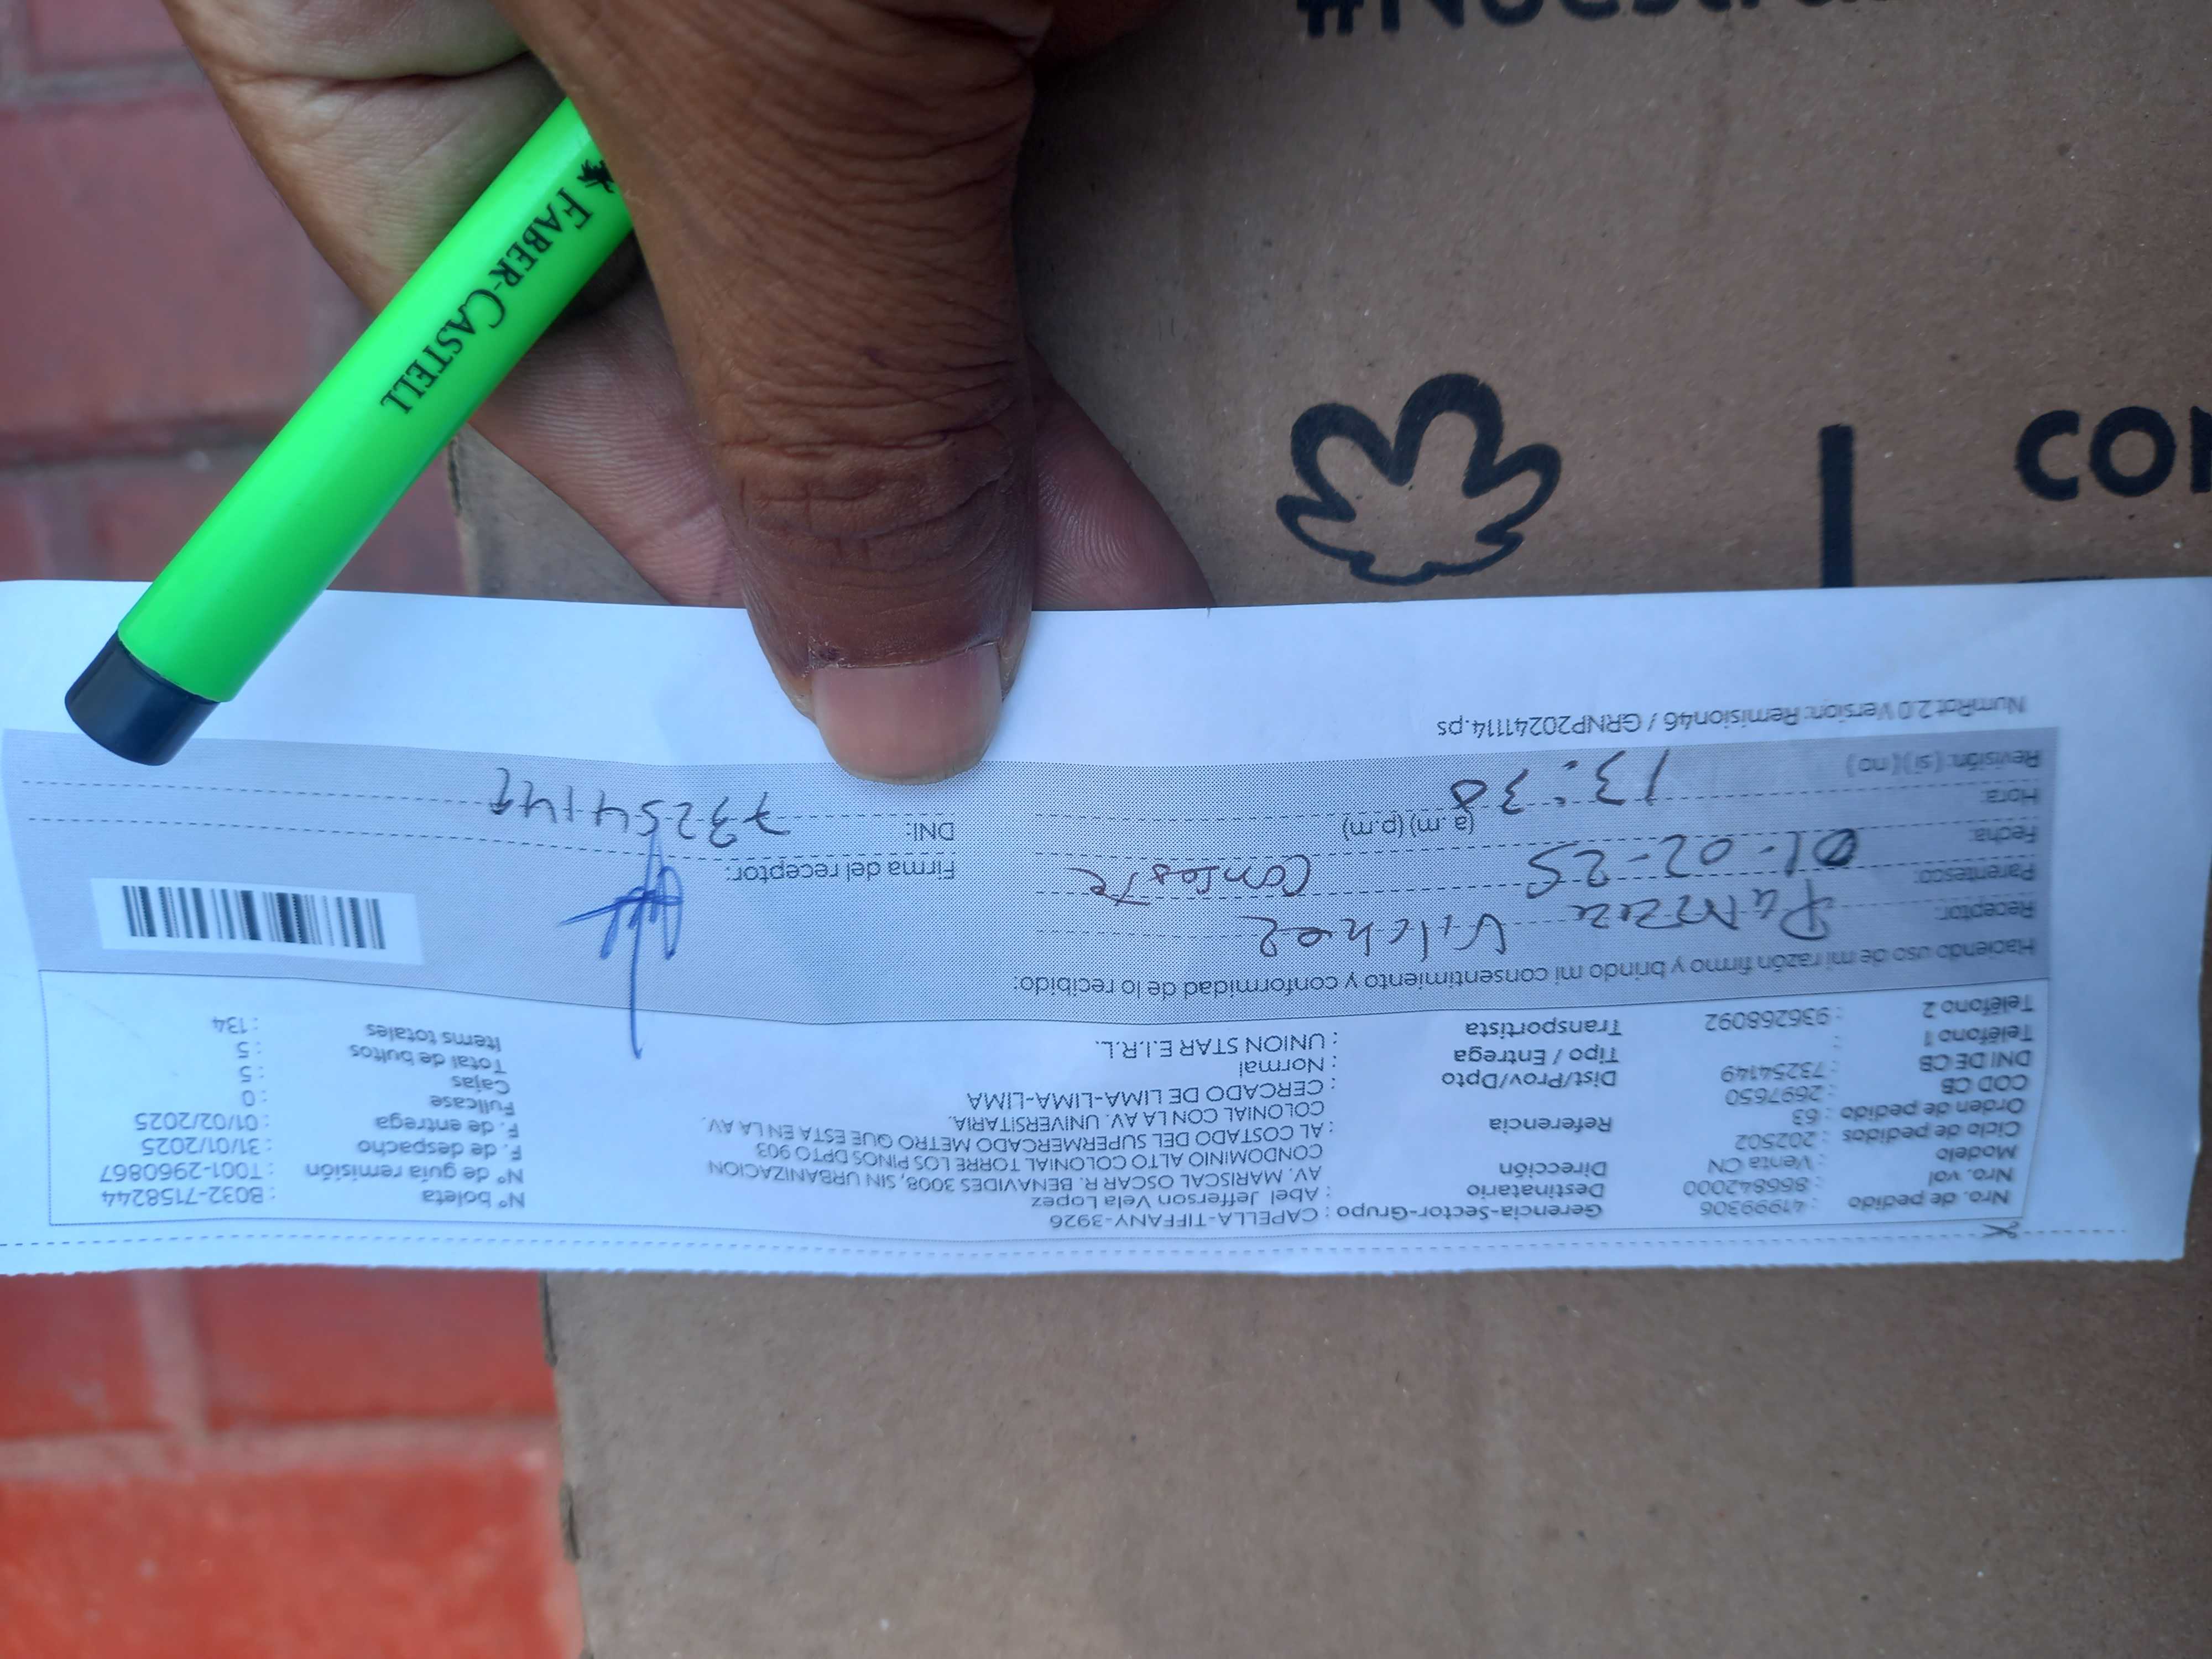 #Nuestra
CON
FABER-CASTELL
Nro. de pedido : 41999306
Nro. vol : 866842000
Modelo : Venta CN
Ciclo de pedidos : 202502
Orden de pedido : 63
COD CB : 2697650
DNI DE CB : 73254149
Teléfono 1 :
Teléfono 2 : 936268092
Gerencia-Sector-Grupo : CAPELLA-TIFFANY-3926
Destinatario : Abel Jefferson Vela Lopez
Dirección AV. MARISCAL OSCAR R. BENAVIDES 3008, SIN URBANIZACION
CONDOMINIO ALTO COLONIAL TORRE LOS PINOS DPTO 903
Referencia : AL COSTADO DEL SUPERMERCADO METRO QUE ESTA EN LA AV.
COLONIAL CON LA AV. UNIVERSITARIA.
Dist/Prov/Dpto : CERCADO DE LIMA-LIMA-LIMA
Tipo / Entrega : Normal
Transportista : UNION STAR E.I.R.L.
N° boleta : B032-7158244
N° de guía remisión : T001-2960867
F. de despacho : 31/01/2025
F. de entrega : 01/02/2025
Fullcase : 0
Cajas : 5
Total de bultos : 5
Items totales : 134
Haciendo uso de mi razón firmo y brindo mi consentimiento y conformidad de lo recibido:
Receptor: Vilchez
Parentesco:
Fecha: 01-02-25
Hora: 13:30 (a.m) (p.m)
Revisión: (sí) (no)
Firma del receptor:
DNI: 73254149
NumRot 2.0 Version: Remision46 / GRNP20241114.ps